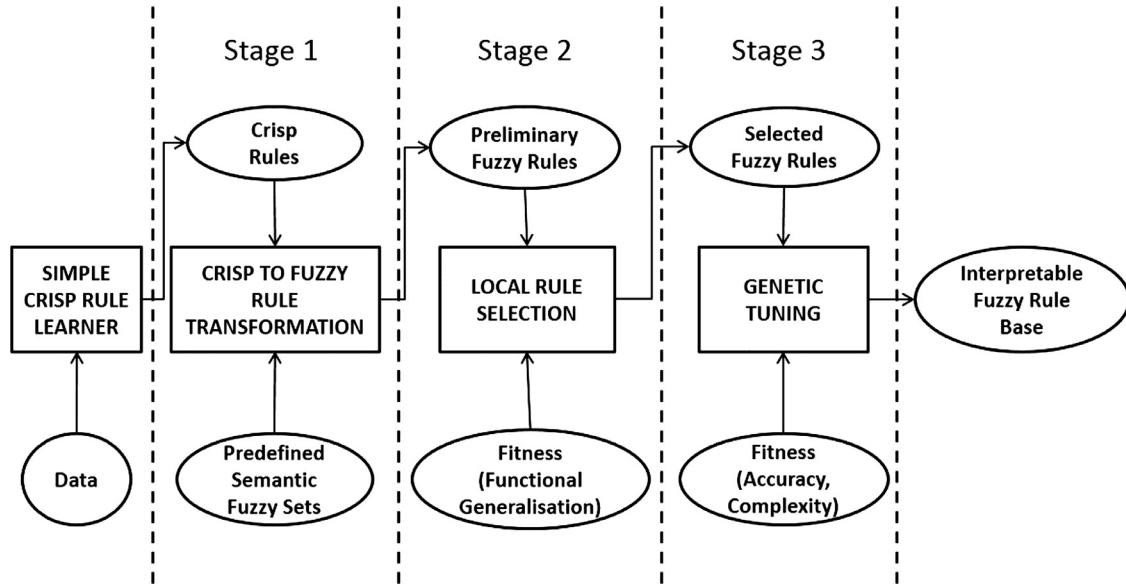 Stage 1
Stage 2
Stage 3
Crisp
Rules
Preliminary
Fuzzy Rules
Selected
Fuzzy Rules
SIMPLE
CRISP RULE
LEARNER
CRISP TO FUZZY
RULE
TRANSFORMATION
LOCAL RULE
SELECTION
GENETIC
TUNING
Interpretable
Fuzzy Rule
Base
Data
Predefined
Semantic
Fuzzy Sets
Fitness
(Functional
Generalisation)
Fitness
(Accuracy,
Complexity)